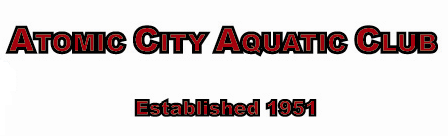 ATOMIC CITY AQUATIC CLUB
Established 1951